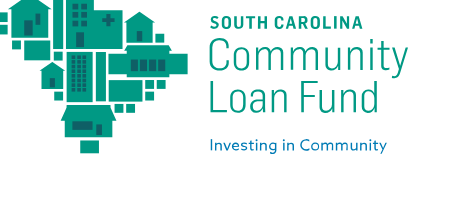 SOUTH CAROLINA
Community
Loan Fund
Investing in Community